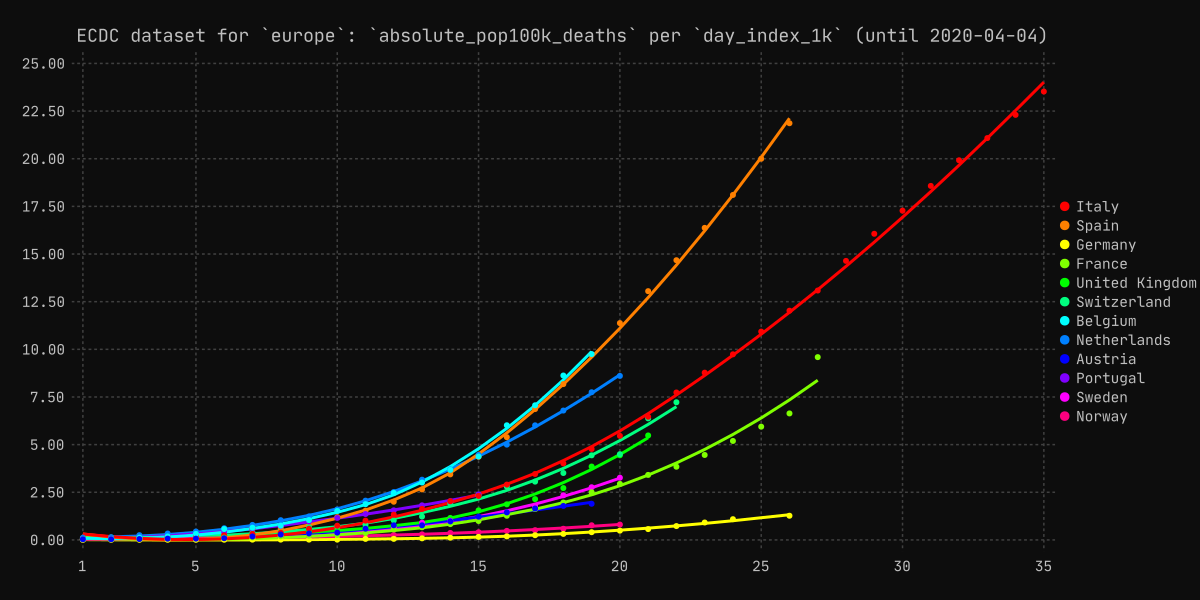 ECDC dataset for `europe`: `absolute_pop100k_deaths` per `day_index_1k` (until 2020-04-04)
25.00
22.50
20.00
17.50
15.00
12.50
10.00
7.50
5.00
2.50
0.00
1 5 10 15 20 25 30 35
Italy
Spain
Germany
France
United Kingdom
Switzerland
Belgium
Netherlands
Austria
Portugal
Sweden
Norway